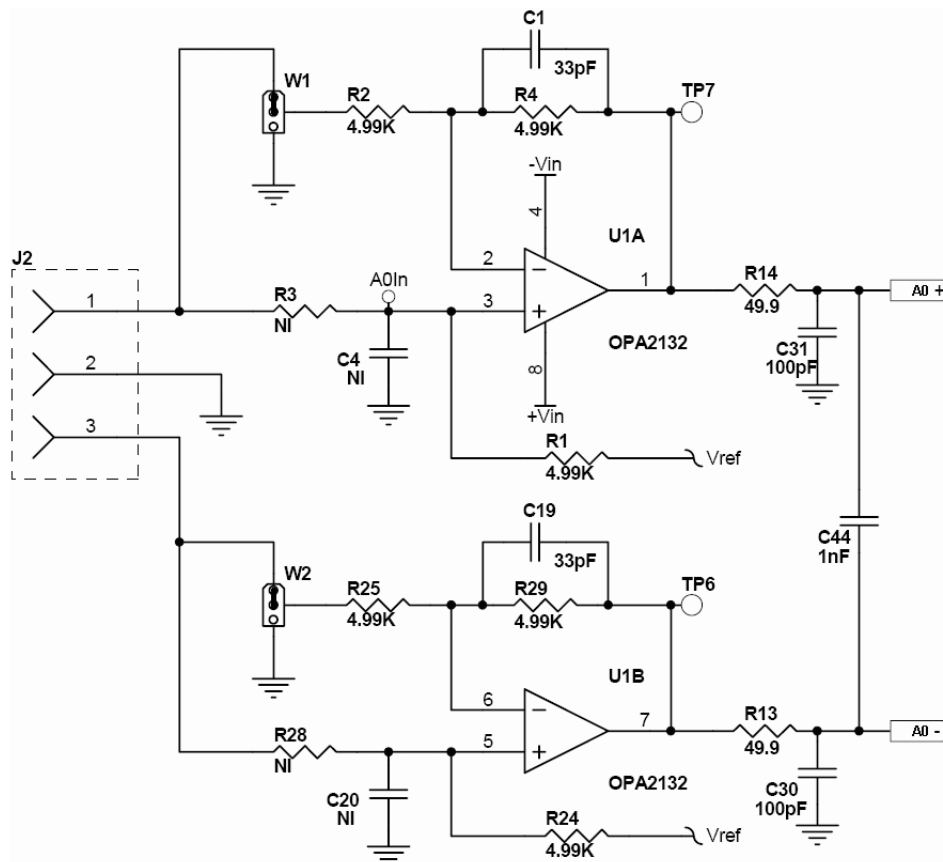 C1
33pF
W1
R2
4.99K
R4
4.99K
TP7
-Vin
4
U1A
J2
1
2
3
R3
NI
A0In
2
3
1
R14
49.9
A0 +
C4
NI
8
OPA2132
C31
100pF
+Vin
R1
4.99K
Vref
C19
33pF
C44
1nF
W2
R25
4.99K
R29
4.99K
TP6
U1B
6
5
7
R13
49.9
A0 -
R28
NI
C20
NI
OPA2132
C30
100pF
R24
4.99K
Vref